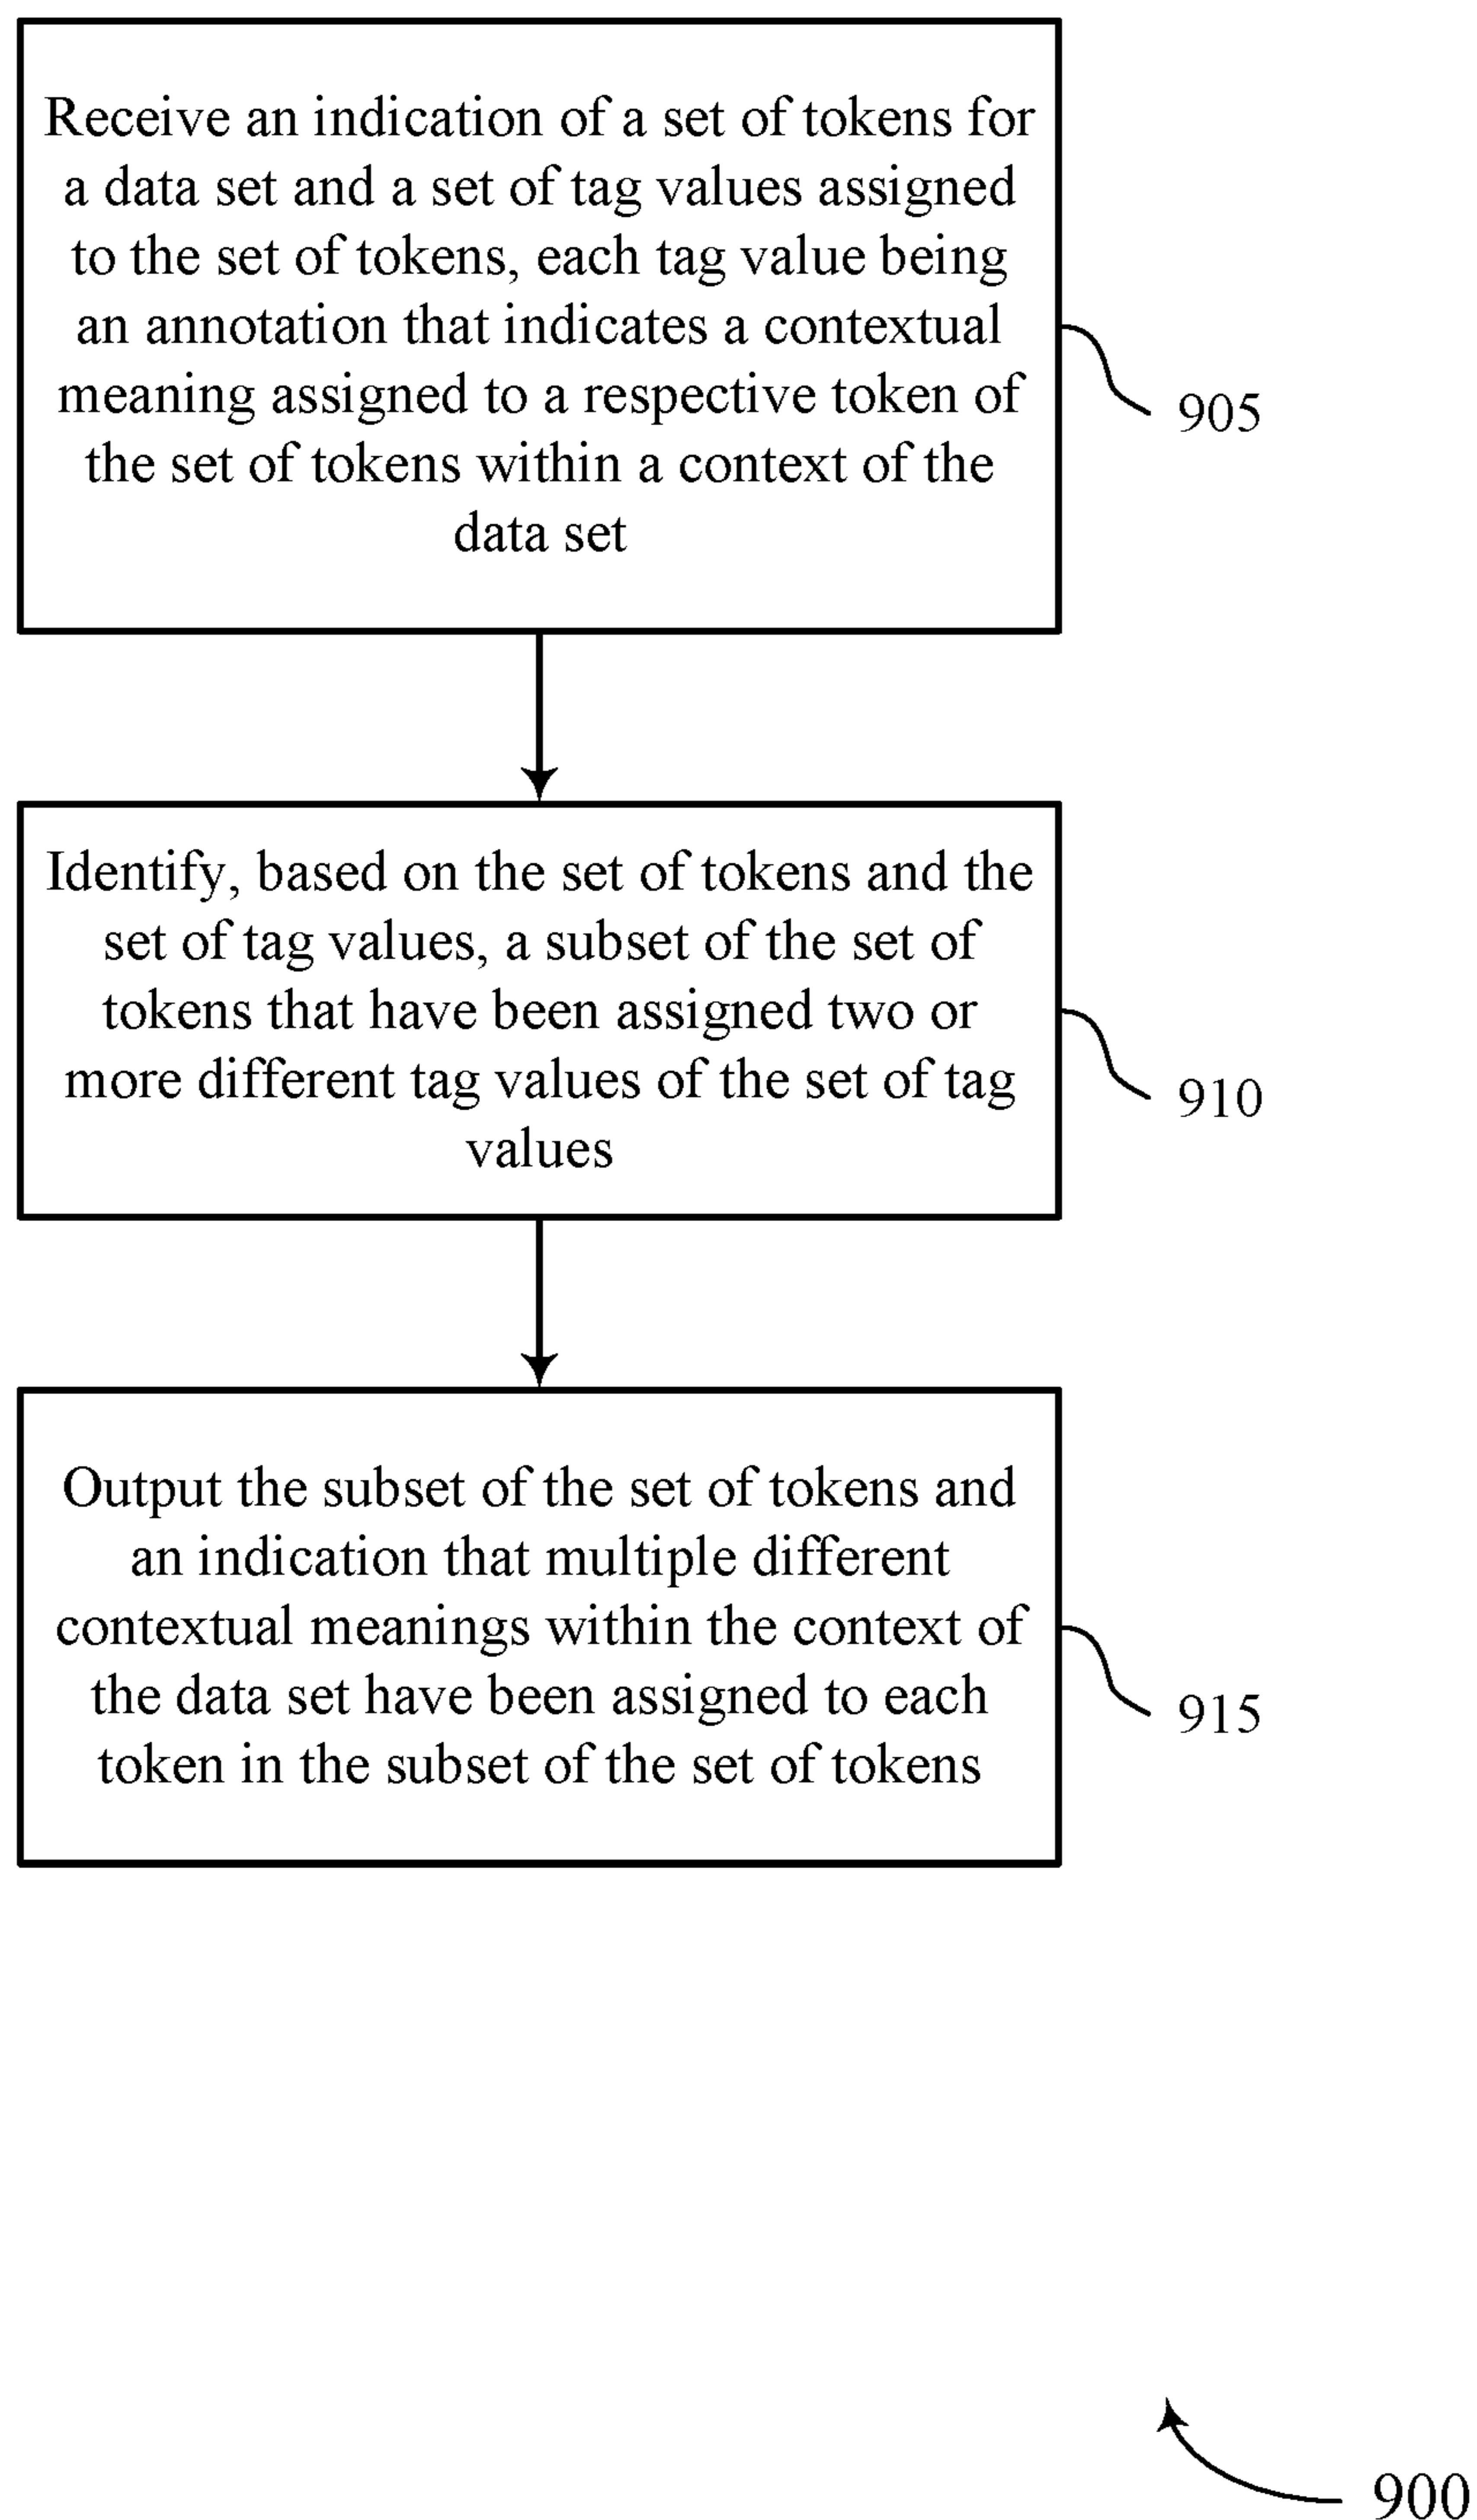 Receive an indication of a set of tokens for
a data set and a set of tag values assigned
to the set of tokens, each tag value being
an annotation that indicates a contextual
meaning assigned to a respective token of
the set of tokens within a context of the
data set
905
Identify, based on the set of tokens and the
set of tag values, a subset of the set of
tokens that have been assigned two or
more different tag values of the set of tag
values
910
Output the subset of the set of tokens and
an indication that multiple different
contextual meanings within the context of
the data set have been assigned to each
token in the subset of the set of tokens
915
900